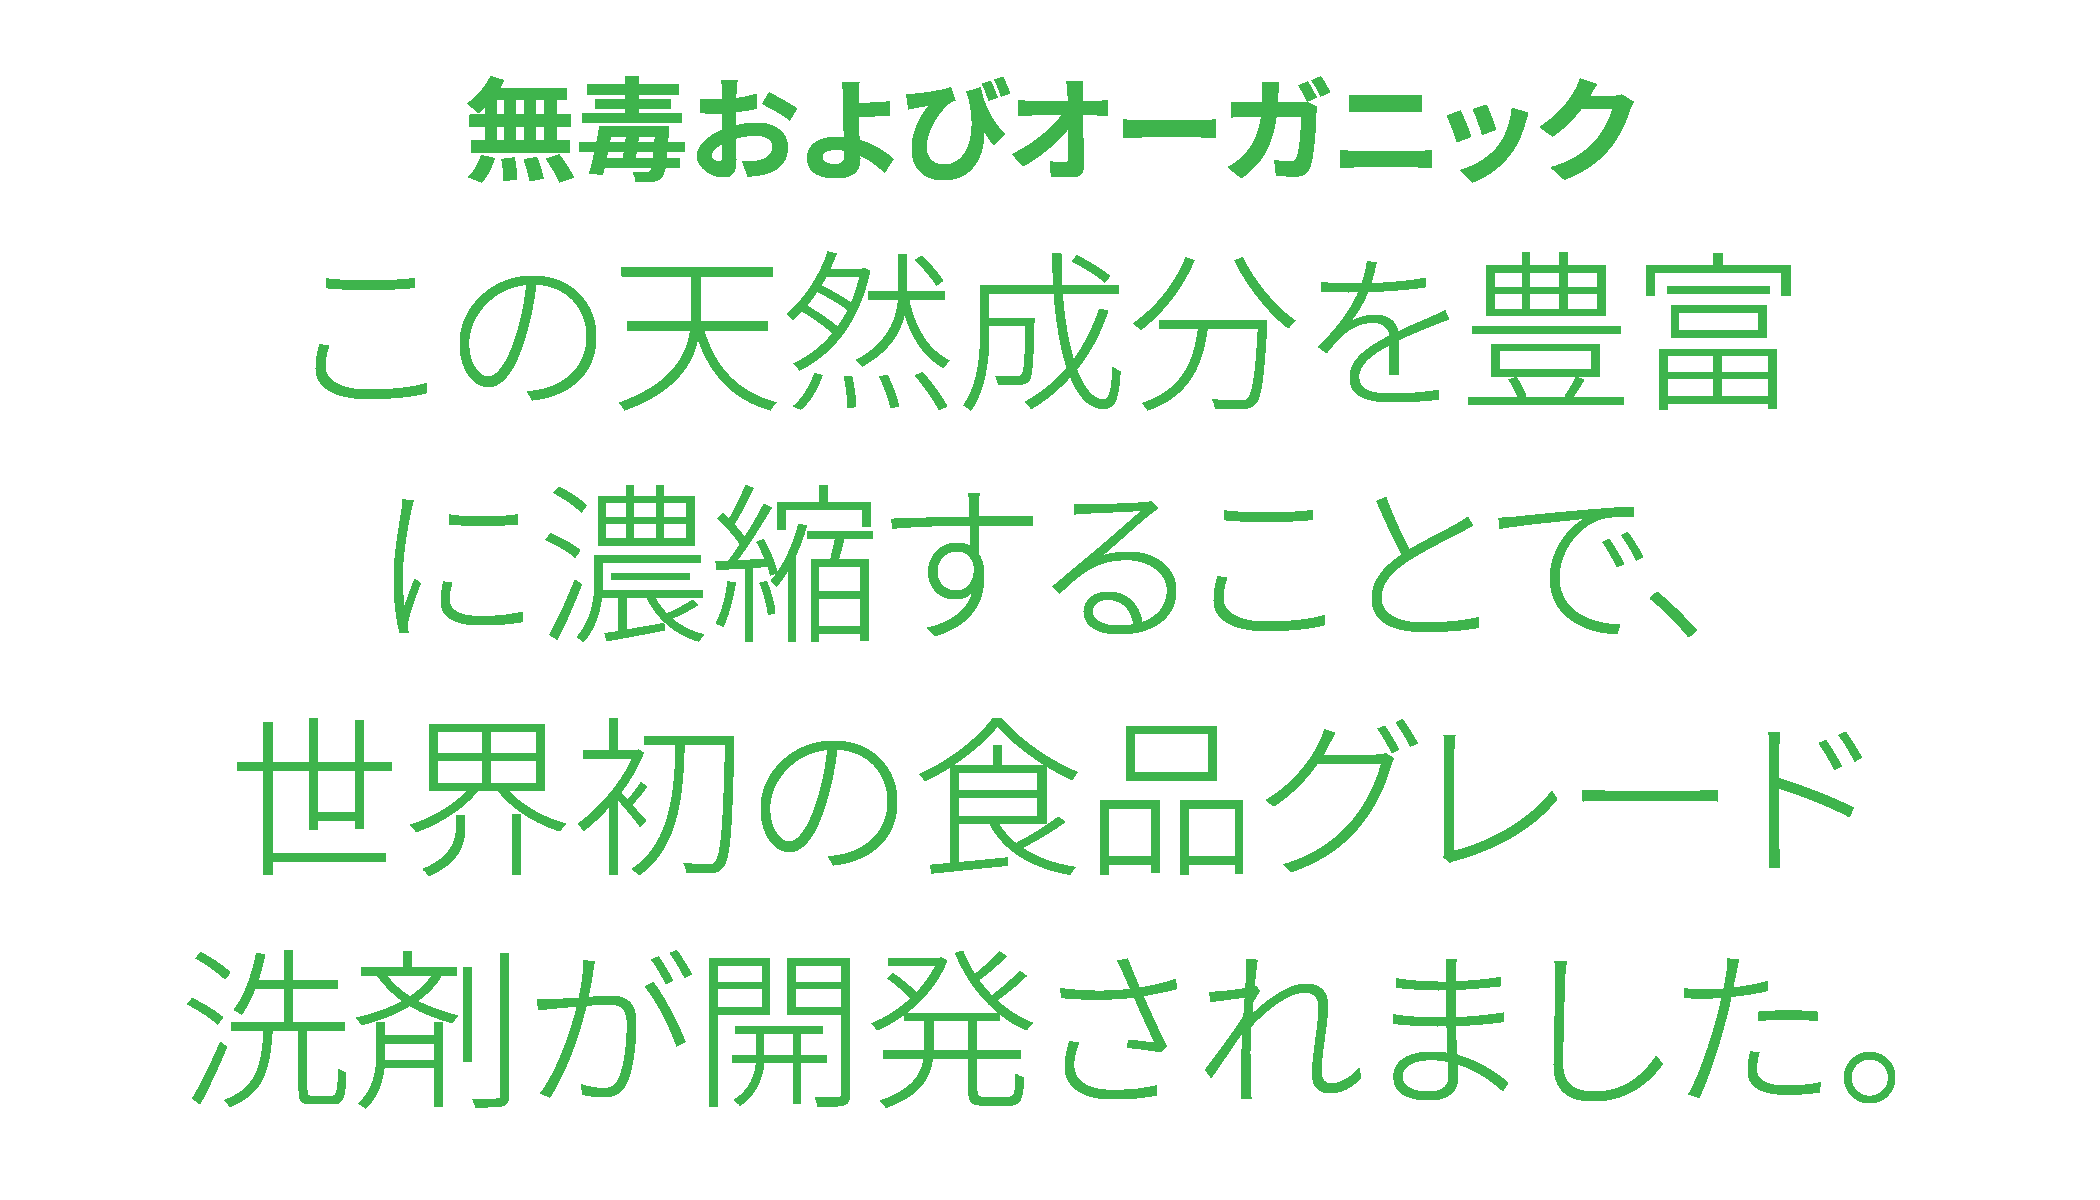 無毒およびオーガニック
この天然成分を豊富
に濃縮することで、
世界初の食品グレード
洗剤が開発されました。